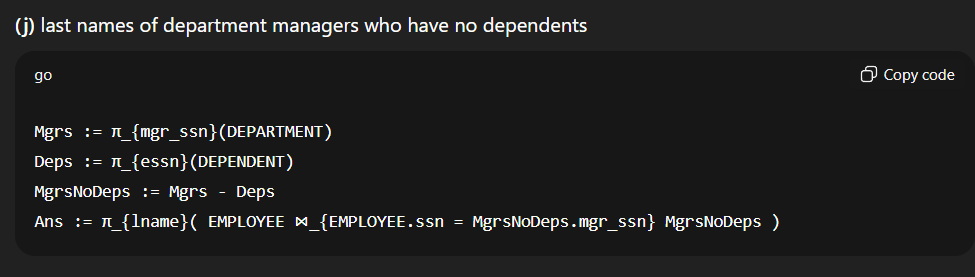 (j) last names of department managers who have no dependents
go
Copy code
Mgrs := π_{mgr_ssn}(DEPARTMENT)
Deps := π_{essn}(DEPENDENT)
MgrsNoDeps := Mgrs - Deps
Ans := π_{lname}( EMPLOYEE ⋈_{EMPLOYEE.ssn = MgrsNoDeps.mgr_ssn} MgrsNoDeps )